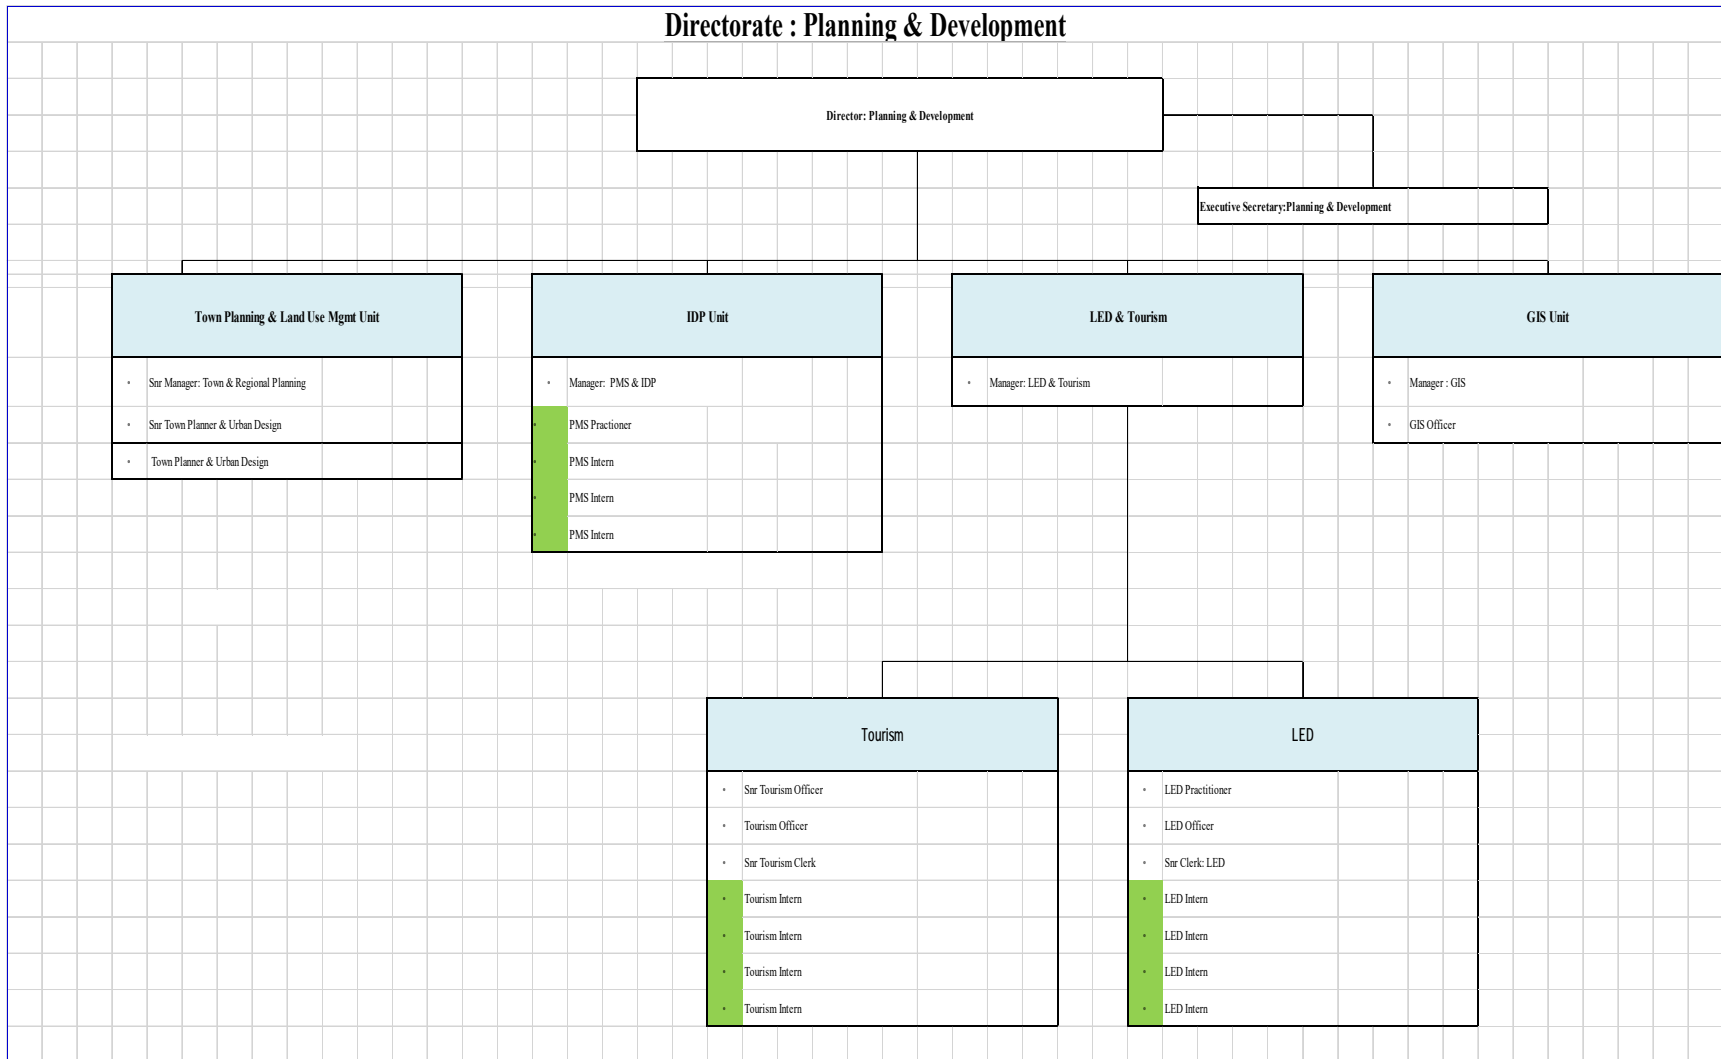 Directorate : Planning & Development
Director: Planning & Development
Executive Secretary:Planning & Development
Town Planning & Land Use Mgmt Unit
• Snr Manager: Town & Regional Planning
• Snr Town Planner & Urban Design
• Town Planner & Urban Design
IDP Unit
• Manager: PMS & IDP
• PMS Practioner
• PMS Intern
• PMS Intern
• PMS Intern
LED & Tourism
• Manager: LED & Tourism
GIS Unit
• Manager : GIS
• GIS Officer
Tourism
• Snr Tourism Officer
• Tourism Officer
• Snr Tourism Clerk
• Tourism Intern
• Tourism Intern
• Tourism Intern
• Tourism Intern
LED
• LED Practitioner
• LED Officer
• Snr Clerk: LED
• LED Intern
• LED Intern
• LED Intern
• LED Intern